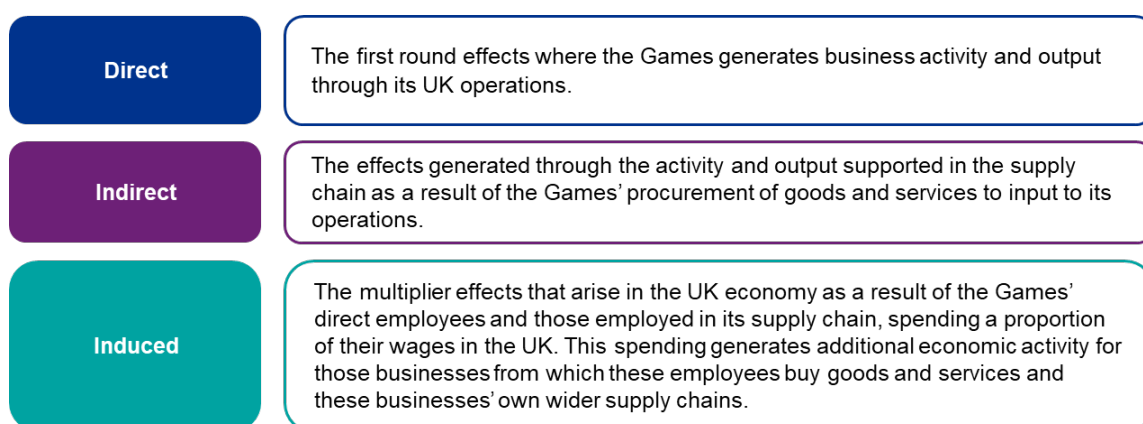 Direct
The first round effects where the Games generates business activity and output
through its UK operations.
Indirect
The effects generated through the activity and output supported in the supply
chain as a result of the Games’ procurement of goods and services to input to its
operations.
Induced
The multiplier effects that arise in the UK economy as a result of the Games’
direct employees and those employed in its supply chain, spending a proportion
of their wages in the UK. This spending generates additional economic activity for
those businesses from which these employees buy goods and services and
these businesses’ own wider supply chains.